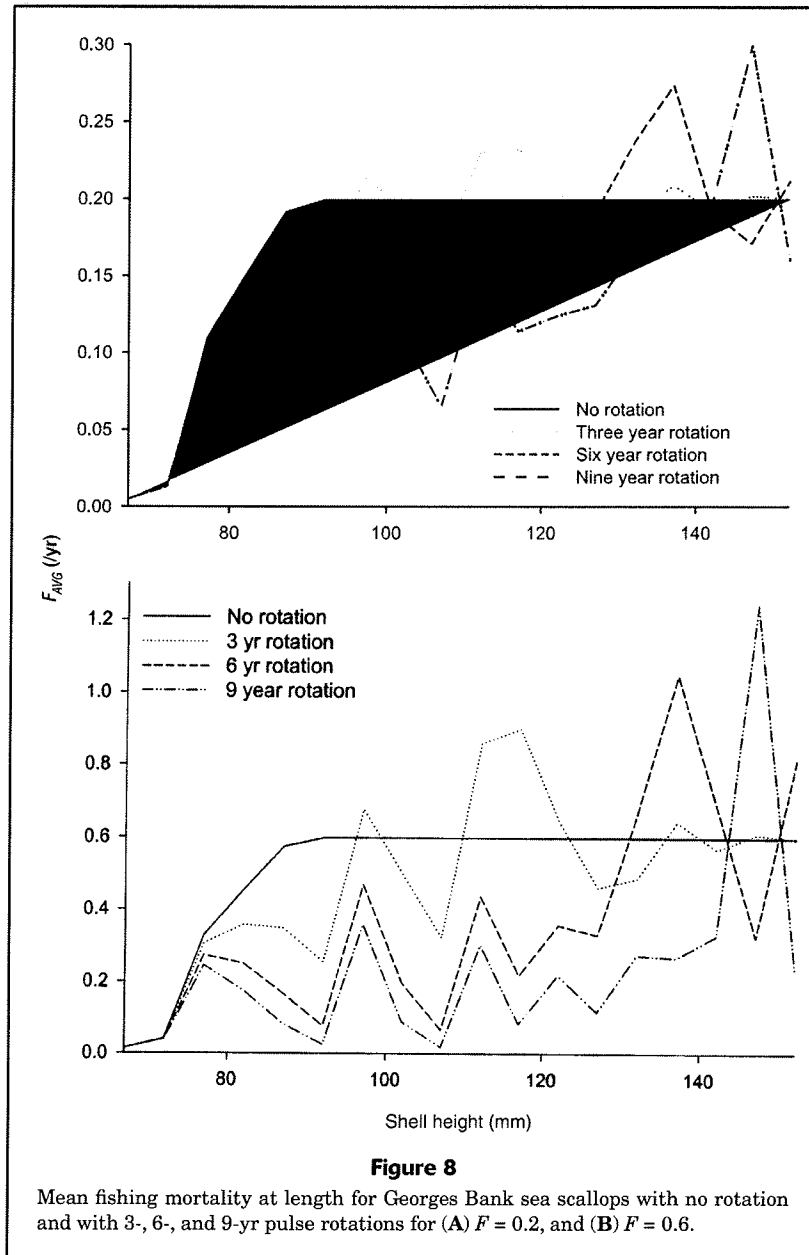 0.30
0.25
0.20
0.15
0.10
0.05
0.00
No rotation
Three year rotation
Six year rotation
Nine year rotation
80
100
120
140
F_AVG (/yr)
1.2
1.0
0.8
0.6
0.4
0.2
0.0
No rotation
3 yr rotation
6 yr rotation
9 year rotation
80
100
120
140
Shell height (mm)
Figure 8
Mean fishing mortality at length for Georges Bank sea scallops with no rotation
and with 3-, 6-, and 9-yr pulse rotations for (A) F = 0.2, and (B) F = 0.6.